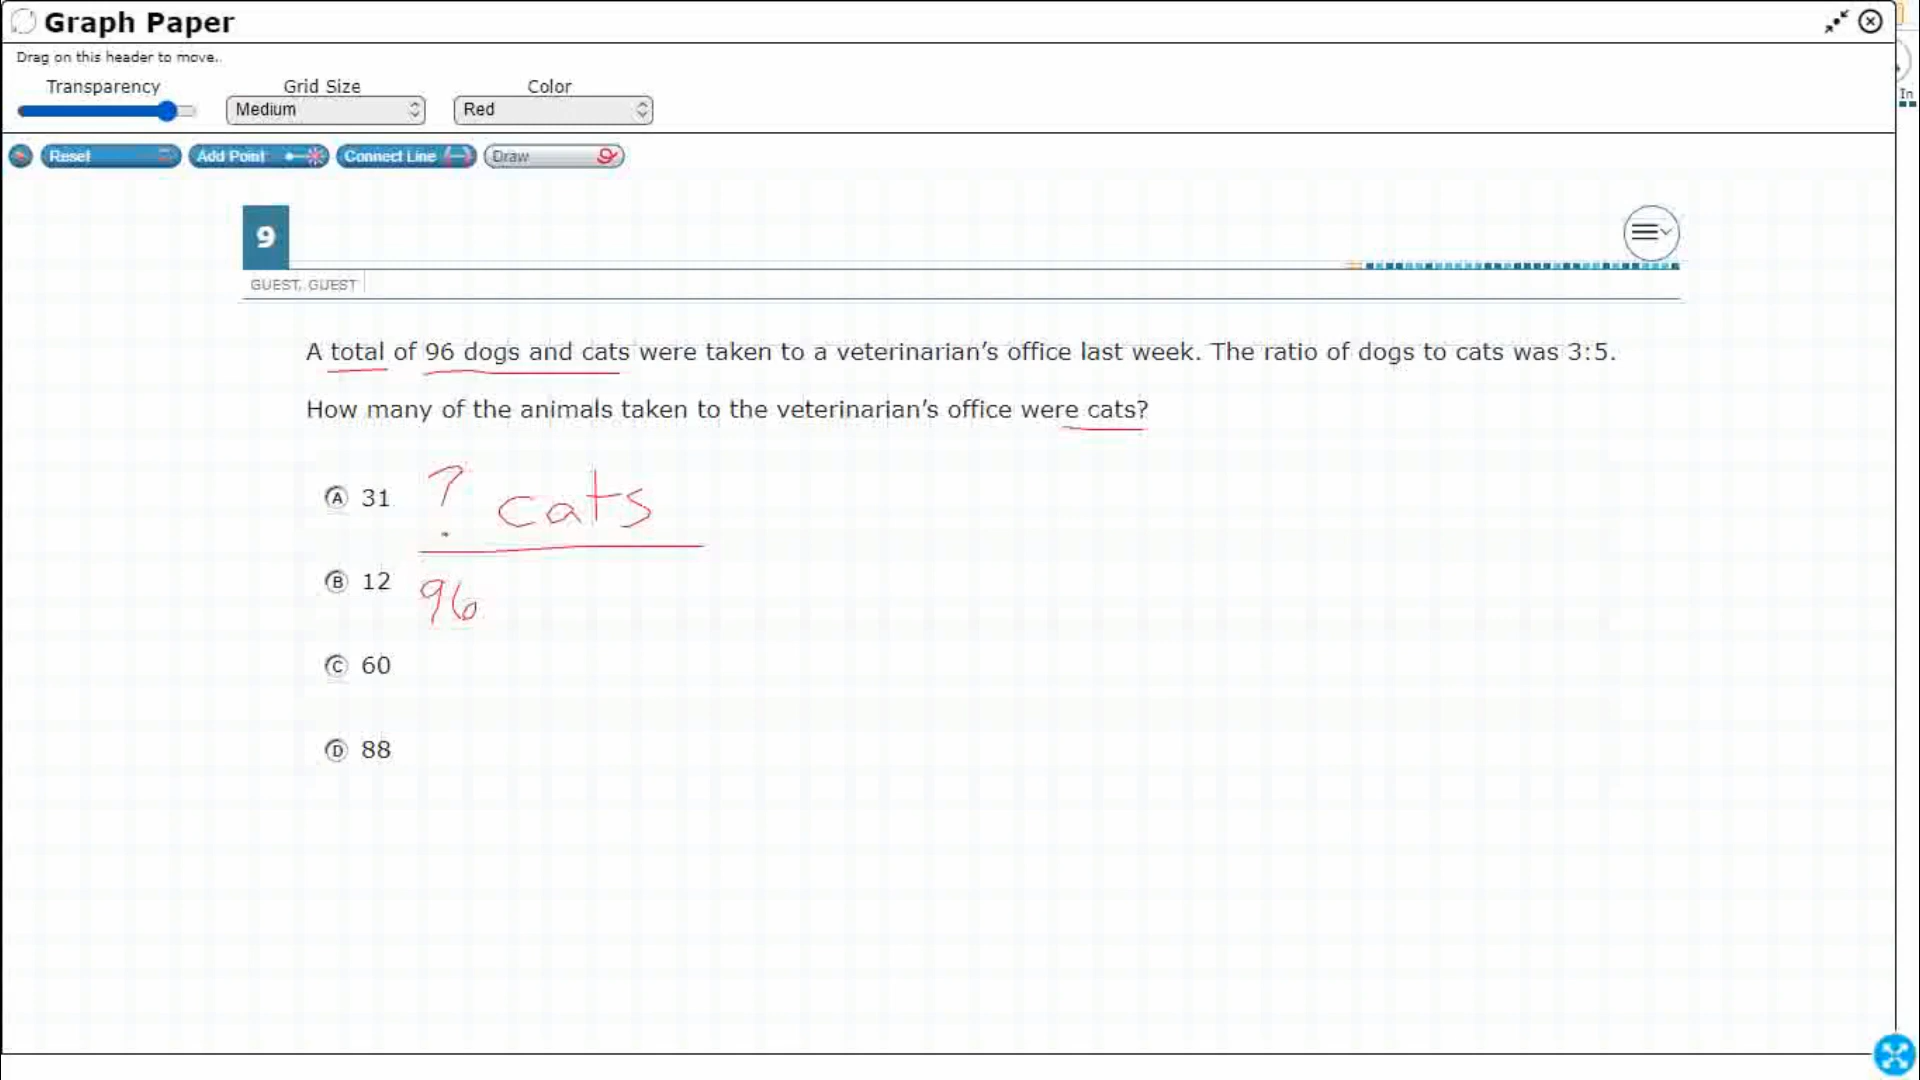 Graph Paper
Drag on this header to move..
Transparency Grid Size Color
Medium Red
Reset Add Point Connect Line Draw
In
9
GUEST, GUEST
A total of 96 dogs and cats were taken to a veterinarian's office last week. The ratio of dogs to cats was 3:5.
How many of the animals taken to the veterinarian's office were cats?
A 31 ? cats
B 12 96
C 60
D 88